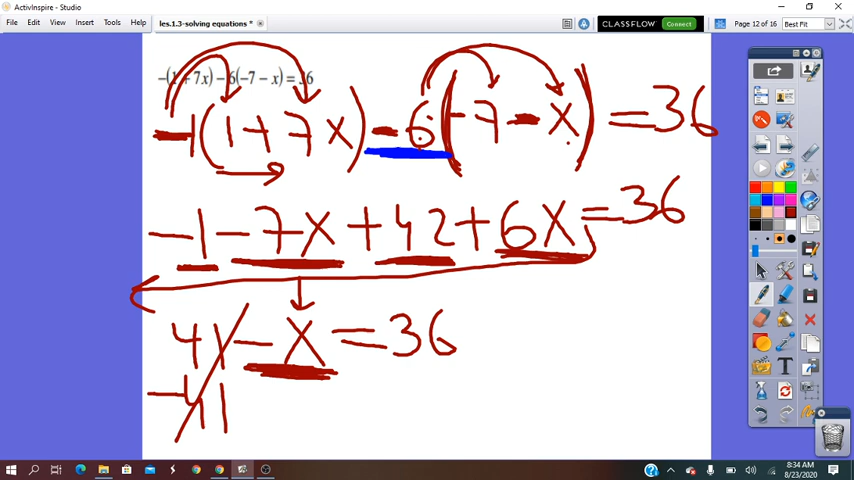 ActivInspire - Studio
File Edit View Insert Tools Help
les.1.3-solving equations *
CLASSFLOW
Connect
Page 12 of 16
Best Fit
-(1 + 7x) - 6(-7 - x) = 36
-1(1 + 7x) - 6(-7 - x) = 36
-1 - 7x + 42 + 6x = 36
41 - x = 36
-41
T
8:34 AM
8/23/2020